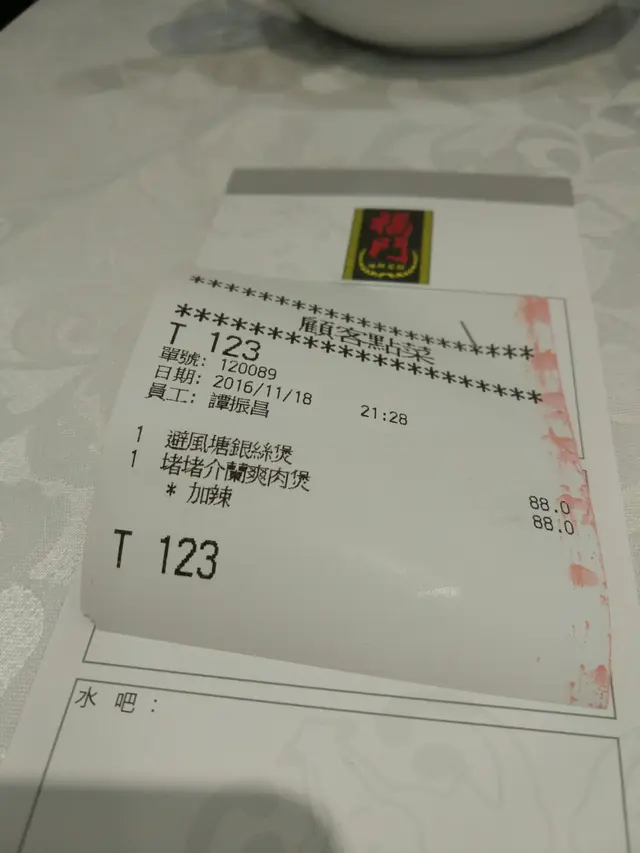 門
*********************
顧客點菜
*********************
T 123
單號: 120089
日期: 2016/11/18 21:28
員工: 譚振昌
1 避風塘銀絲煲 88.0
1 堵堵介蘭爽肉煲 88.0
* 加辣
T 123
水吧：